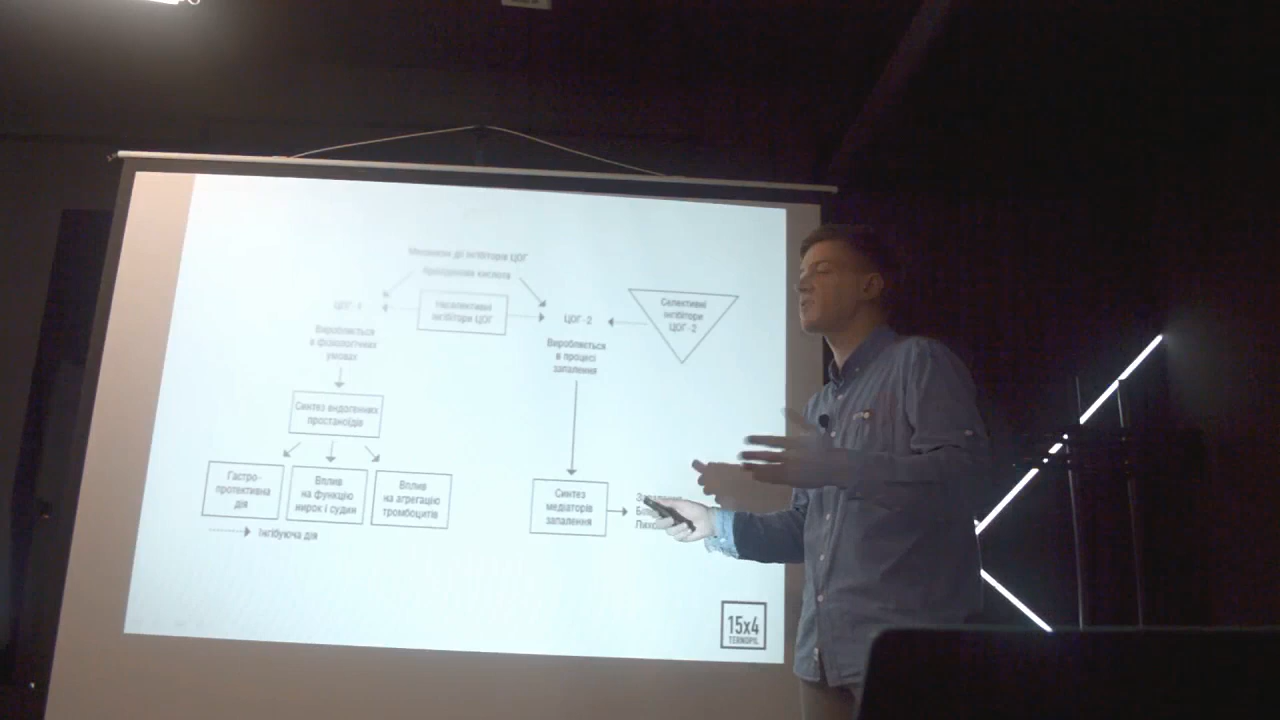 Механізм дії інгібіторів ЦОГ
Арахідонова кислота
ЦОГ-1
Неселективні
інгібітори ЦОГ
ЦОГ-2
Селективні
інгібітори
ЦОГ-2
Виробляється
в фізіологічних
умовах
Виробляється
в процесі
запалення
Синтез ендогенних
простаноїдів
Гастро-
протективна
дія
Вплив
на функцію
нирок і судин
Вплив
на агрегацію
тромбоцитів
Синтез
медіаторів
запалення
Інгібуюча дія
15x4
TERNOPIL